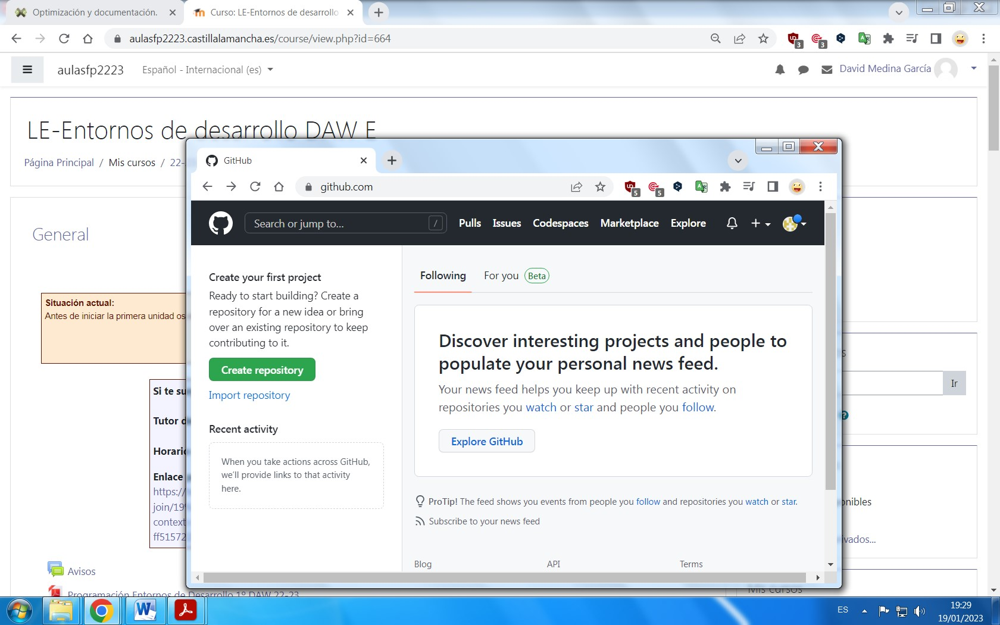 Optimización y documentación.
Curso: LE-Entornos de desarrollo
aulasfp2223.castillalamancha.es/course/view.php?id=664
3
3
aulasfp2223
Español - Internacional (es)
David Medina García
LE-Entornos de desarrollo DAW E
Página Principal / Mis cursos / 22-
General
Situación actual:
Antes de iniciar la primera unidad os
Si te su
Tutor d
Horario
Enlace
https://
join/19
context
ff51572
Avisos
Programación Entornos de Desarrollo 1º DAW 22-23
GitHub
github.com
5
5
Search or jump to...
/
Pulls
Issues
Codespaces
Marketplace
Explore
Create your first project
Ready to start building? Create a
repository for a new idea or bring
over an existing repository to keep
contributing to it.
Create repository
Import repository
Recent activity
When you take actions across GitHub,
we'll provide links to that activity
here.
Following
For you
Beta
Discover interesting projects and people to
populate your personal news feed.
Your news feed helps you keep up with recent activity on
repositories you watch or star and people you follow.
Explore GitHub
ProTip! The feed shows you events from people you follow and repositories you watch or star.
Subscribe to your news feed
Blog
API
Terms
s
Ir
onibles
ivados...
Mis cursos
ES
19:29
19/01/2023